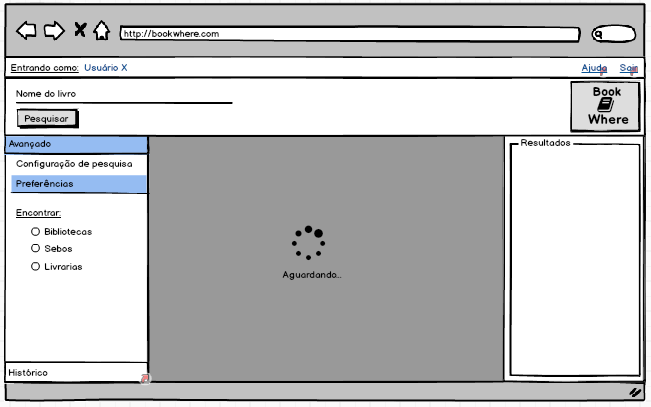 http://bookwhere.com
Entrando como: Usuário X
Ajuda Sair
Nome do livro
Pesquisar
Book
Where
Avançado
Configuração de pesquisa
Preferências
Encontrar:
Bibliotecas
Sebos
Livrarias
Histórico
Aguardando...
Resultados